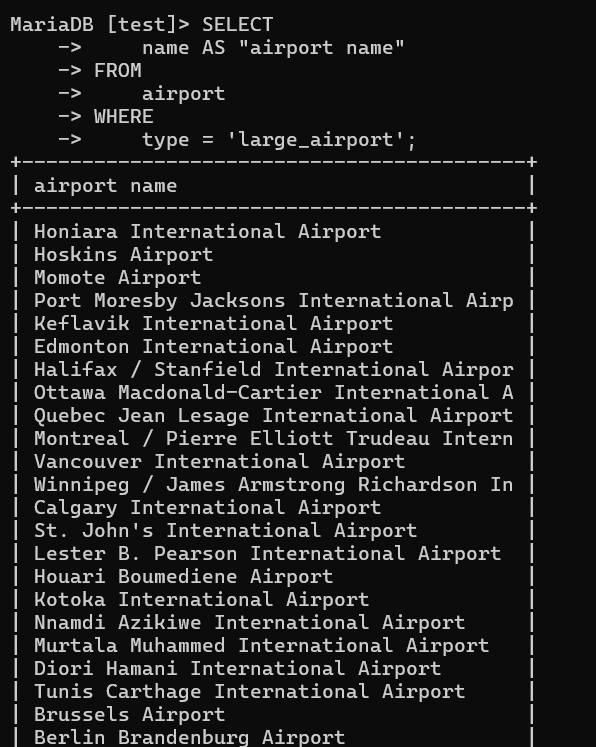 MariaDB [test]> SELECT
    ->     name AS "airport name"
    -> FROM
    ->     airport
    -> WHERE
    ->     type = 'large_airport';
+------------------------------------------+
| airport name                             |
+------------------------------------------+
| Honiara International Airport            |
| Hoskins Airport                          |
| Momote Airport                           |
| Port Moresby Jacksons International Airp |
| Keflavik International Airport           |
| Edmonton International Airport           |
| Halifax / Stanfield International Airpor |
| Ottawa Macdonald-Cartier International A |
| Quebec Jean Lesage International Airport |
| Montreal / Pierre Elliott Trudeau Intern |
| Vancouver International Airport          |
| Winnipeg / James Armstrong Richardson In |
| Calgary International Airport            |
| St. John's International Airport         |
| Lester B. Pearson International Airport  |
| Houari Boumediene Airport                |
| Kotoka International Airport             |
| Nnamdi Azikiwe International Airport     |
| Murtala Muhammed International Airport   |
| Diori Hamani International Airport       |
| Tunis Carthage International Airport     |
| Brussels Airport                         |
| Berlin Brandenburg Airport               |